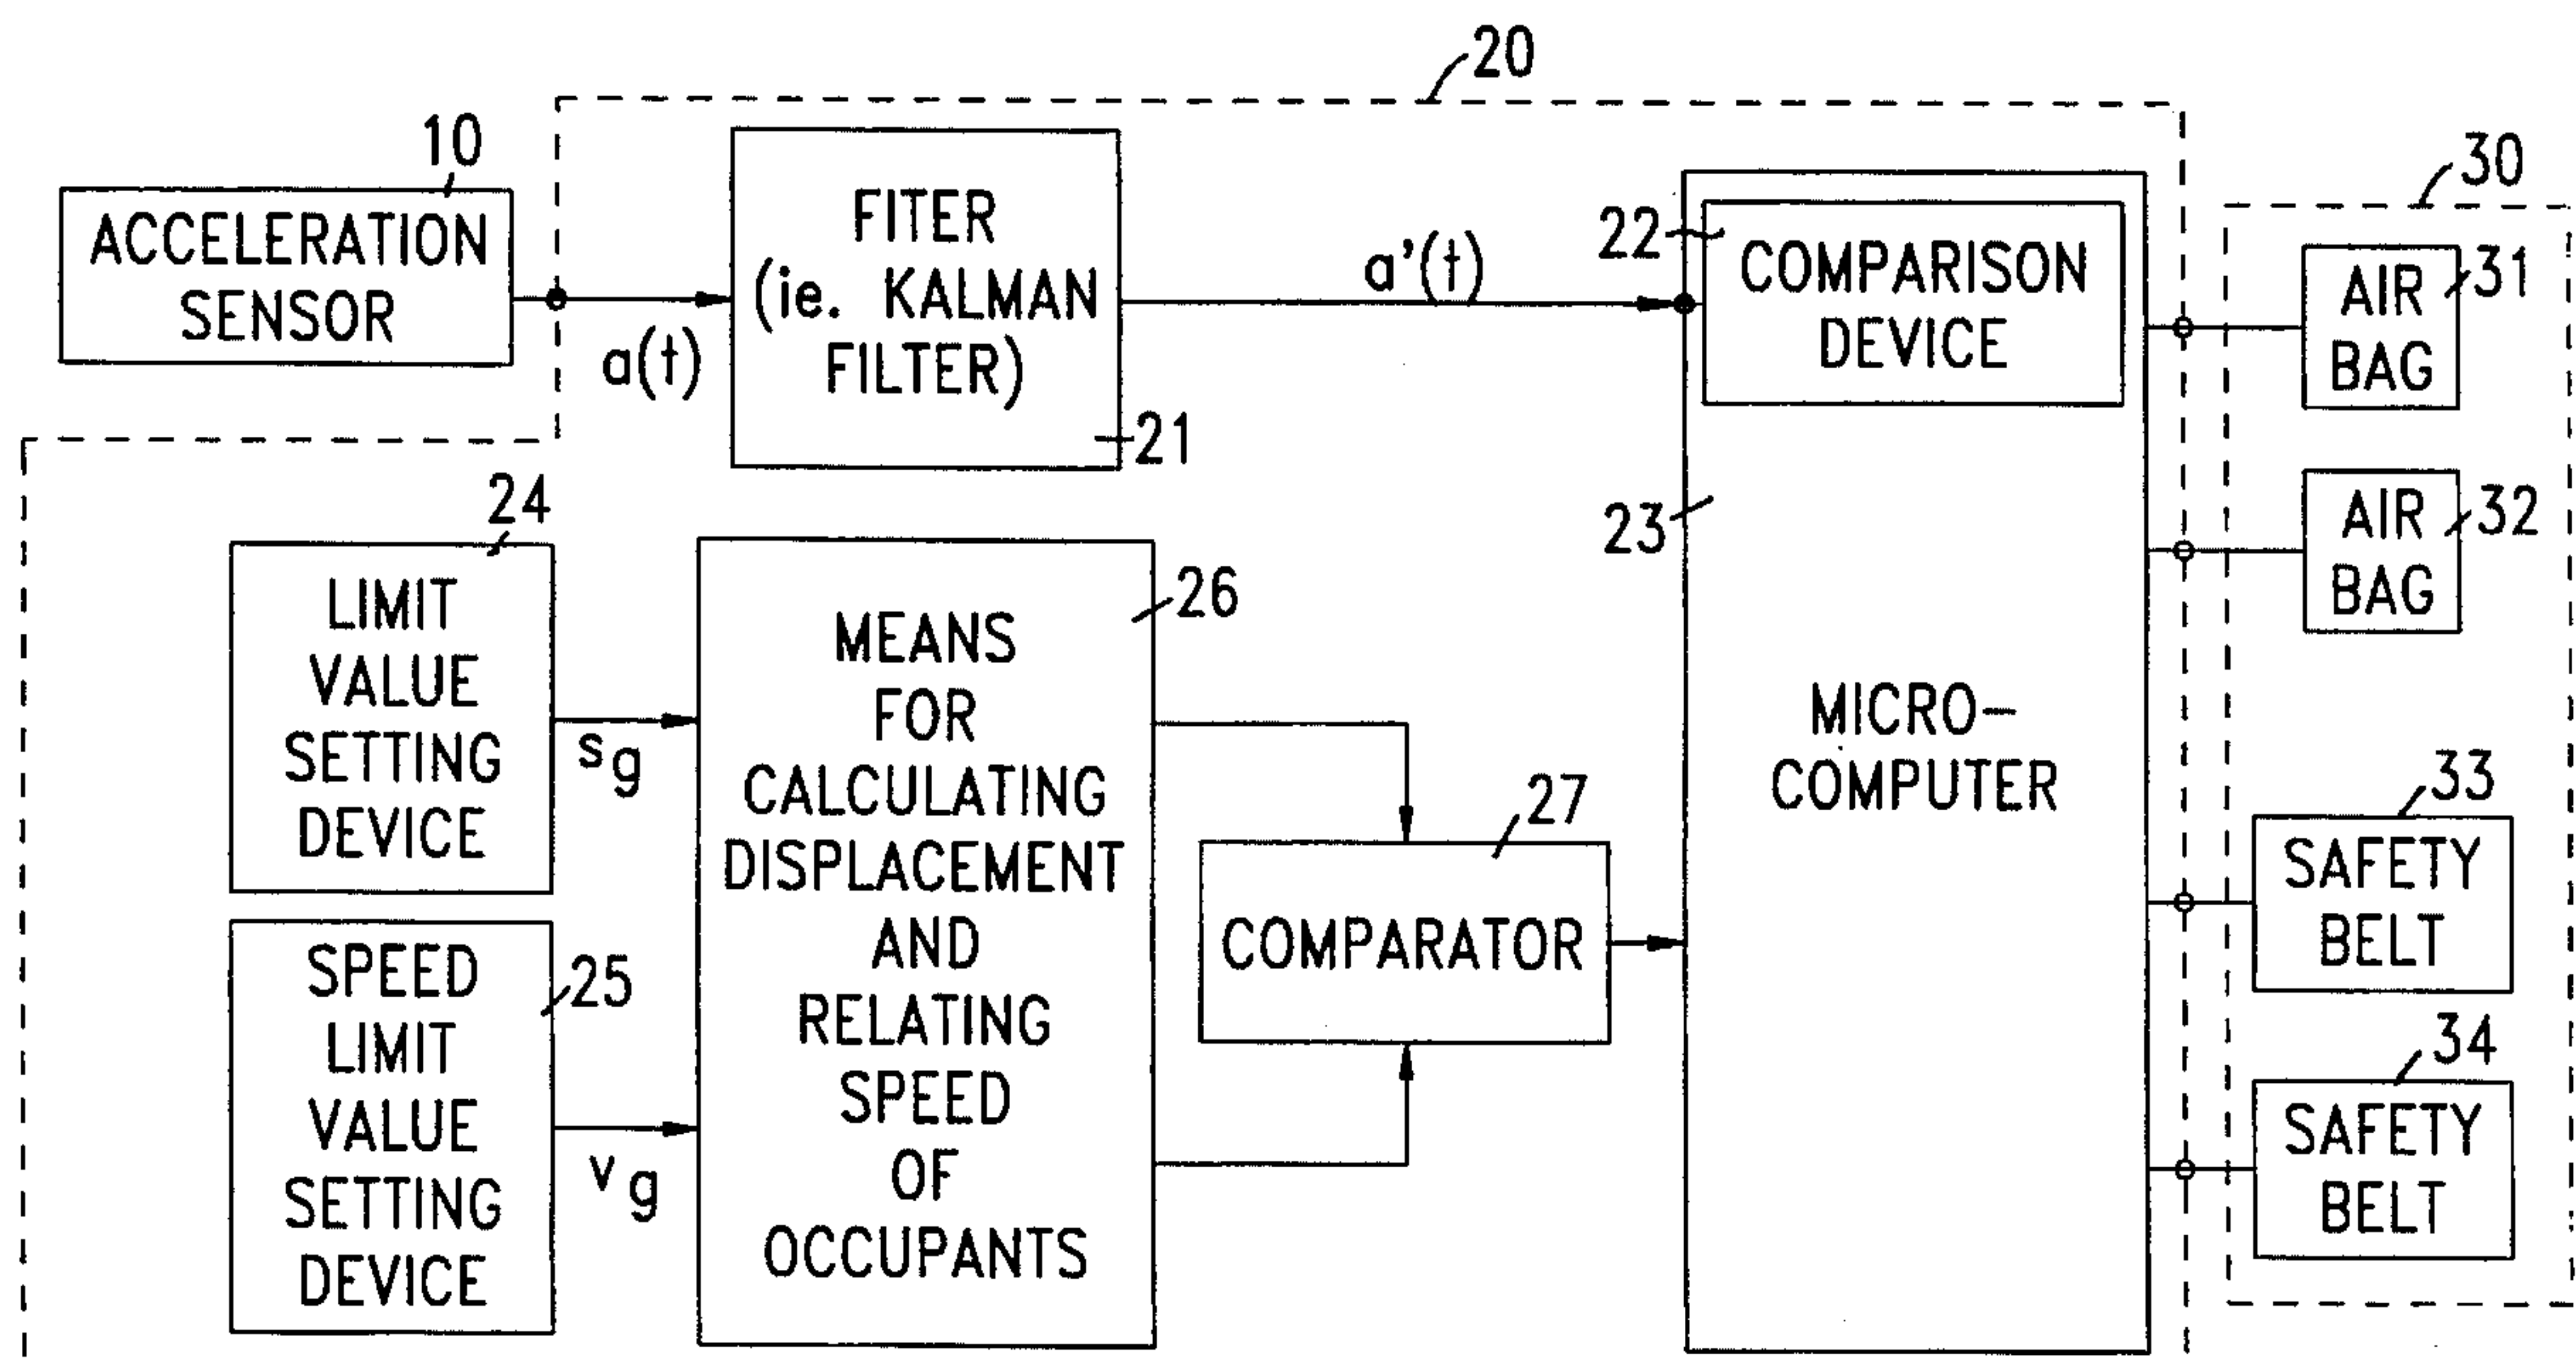 20
10
ACCELERATION
SENSOR
a(t)
FITER
(ie. KALMAN
FILTER)
21
a'(t)
22
COMPARISON
DEVICE
23
MICRO-
COMPUTER
30
AIR
BAG
31
AIR
BAG
32
33
SAFETY
BELT
34
SAFETY
BELT
24
LIMIT
VALUE
SETTING
DEVICE
sg
SPEED
LIMIT
VALUE
SETTING
DEVICE
25
vg
26
MEANS
FOR
CALCULATING
DISPLACEMENT
AND
RELATING
SPEED
OF
OCCUPANTS
27
COMPARATOR